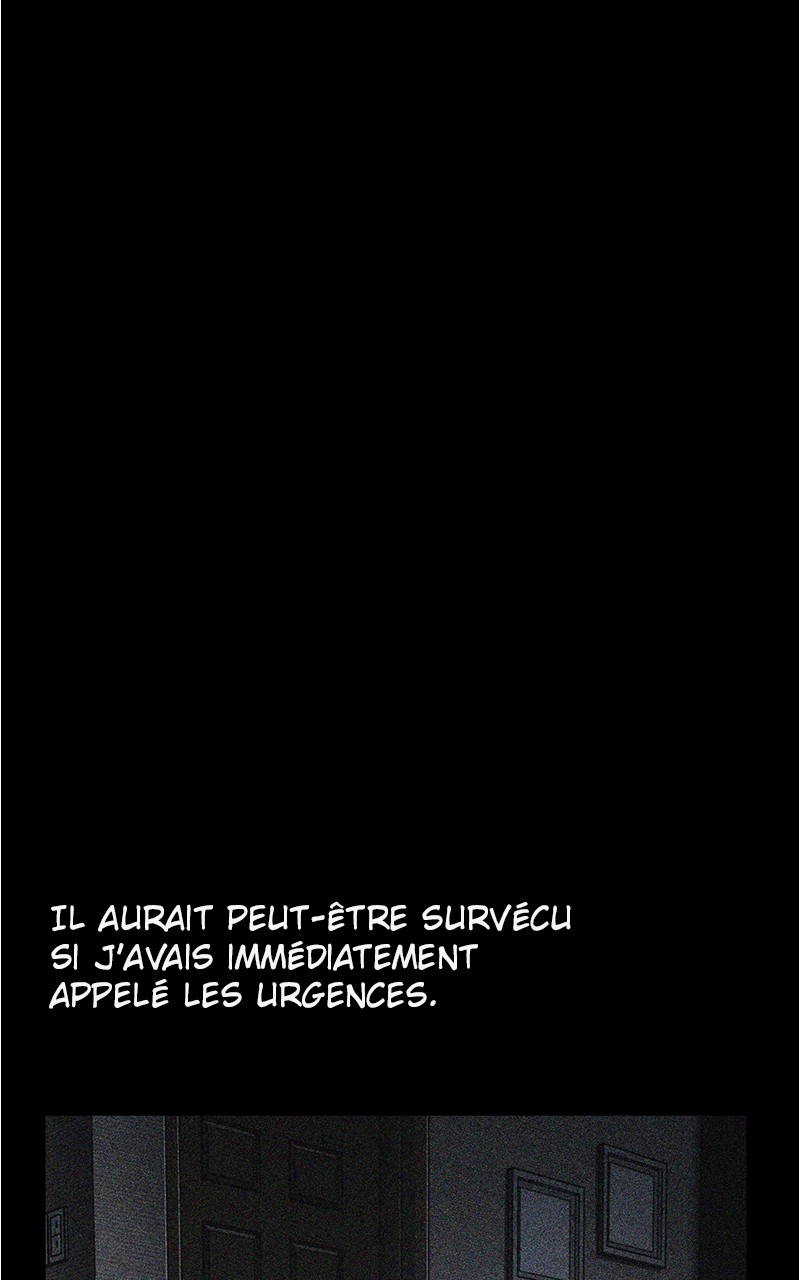 IL AURAIT PEUT-ÊTRE SURVÉCU
SI J'AVAIS IMMÉDIATEMENT
APPELÉ LES URGENCES.